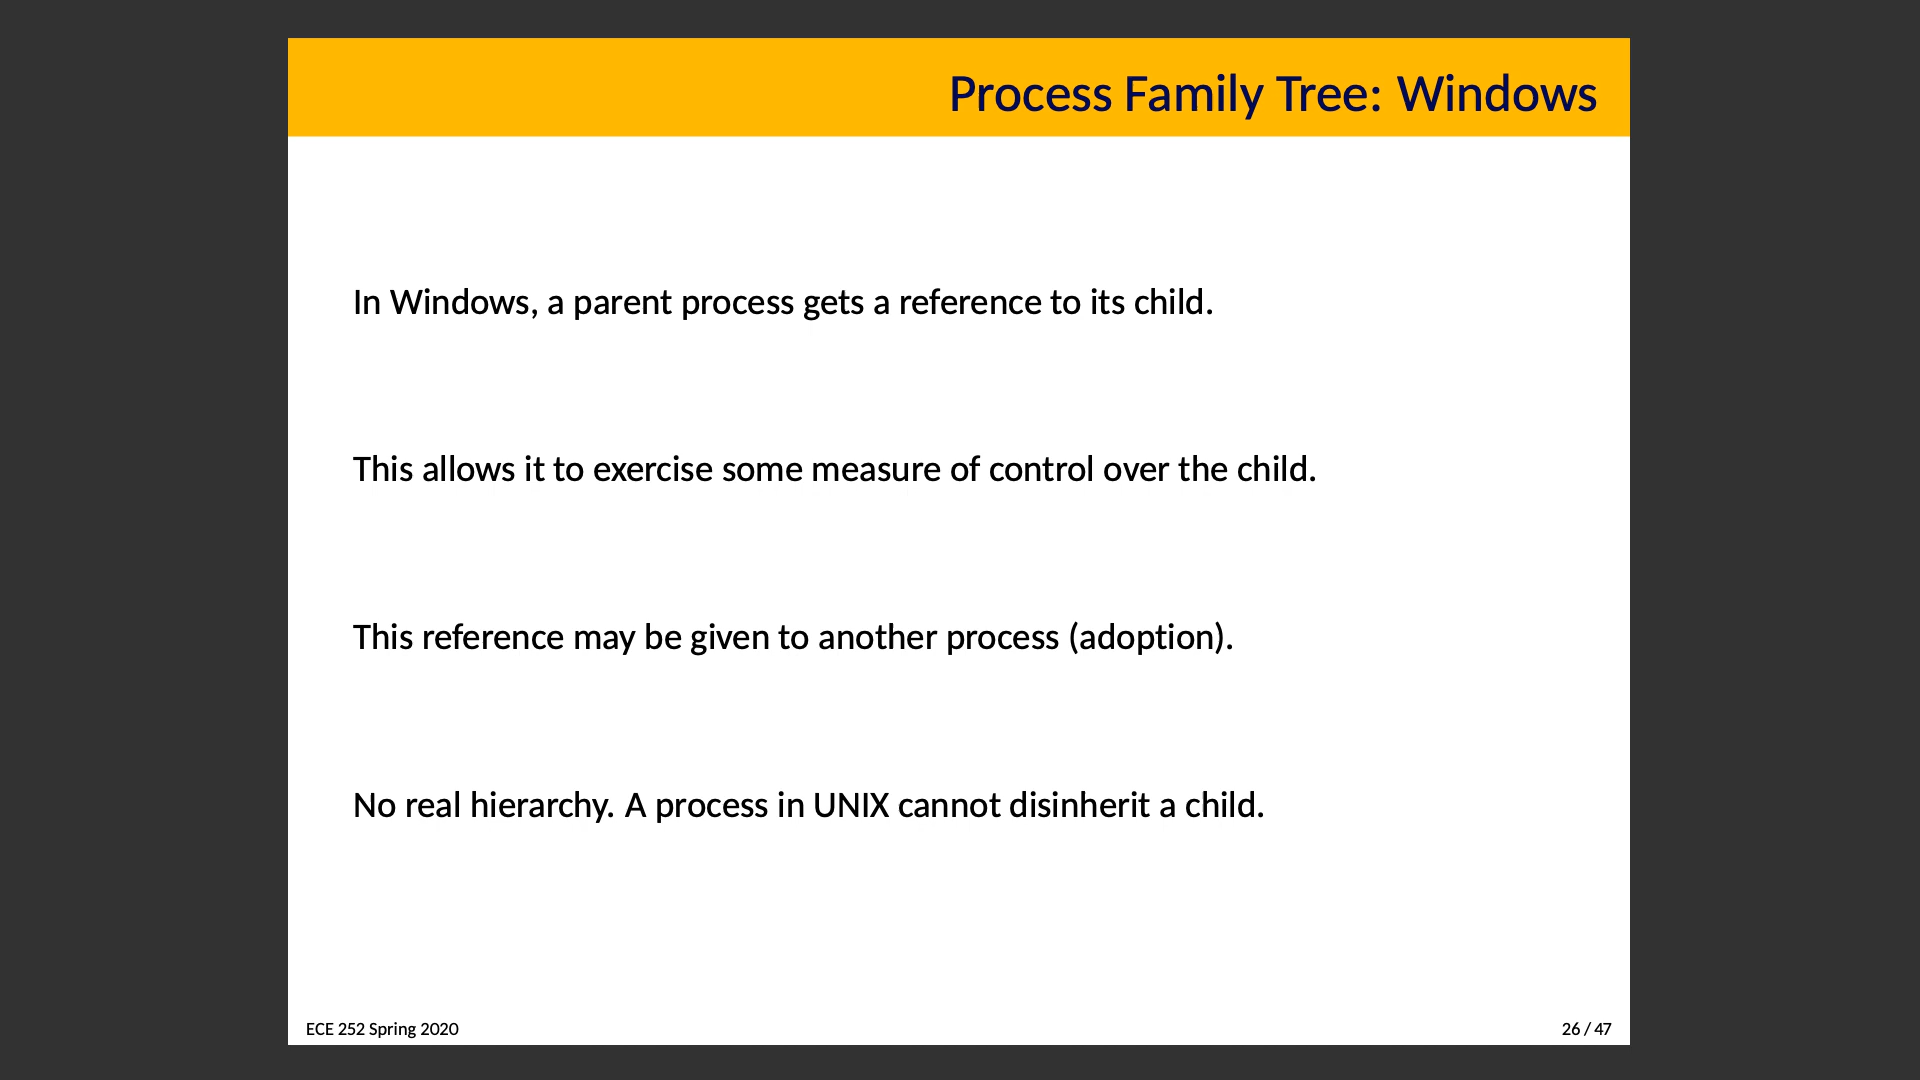 Process Family Tree: Windows
In Windows, a parent process gets a reference to its child.
This allows it to exercise some measure of control over the child.
This reference may be given to another process (adoption).
No real hierarchy. A process in UNIX cannot disinherit a child.
ECE 252 Spring 2020
26 / 47